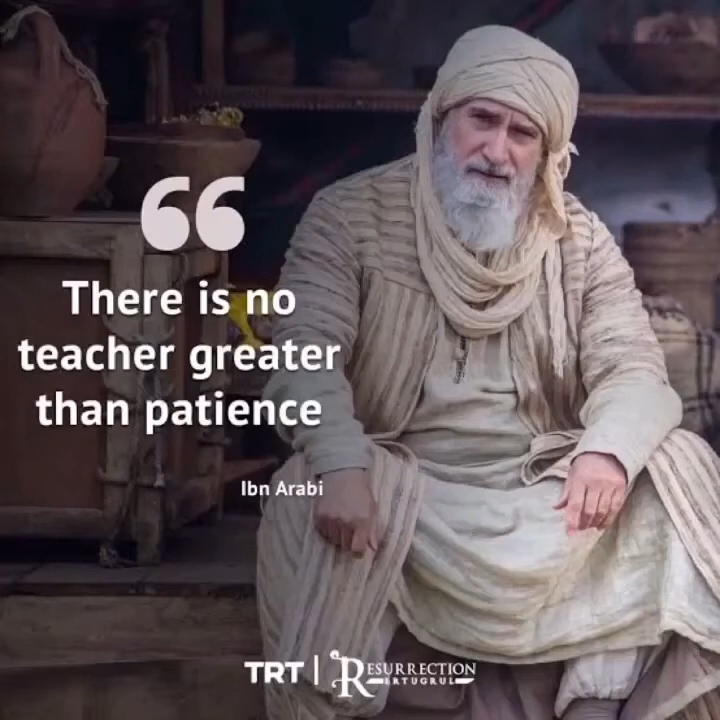 ❝
There is no
teacher greater
than patience
Ibn Arabi
TRT | RESURRECTION
ERTUGRUL